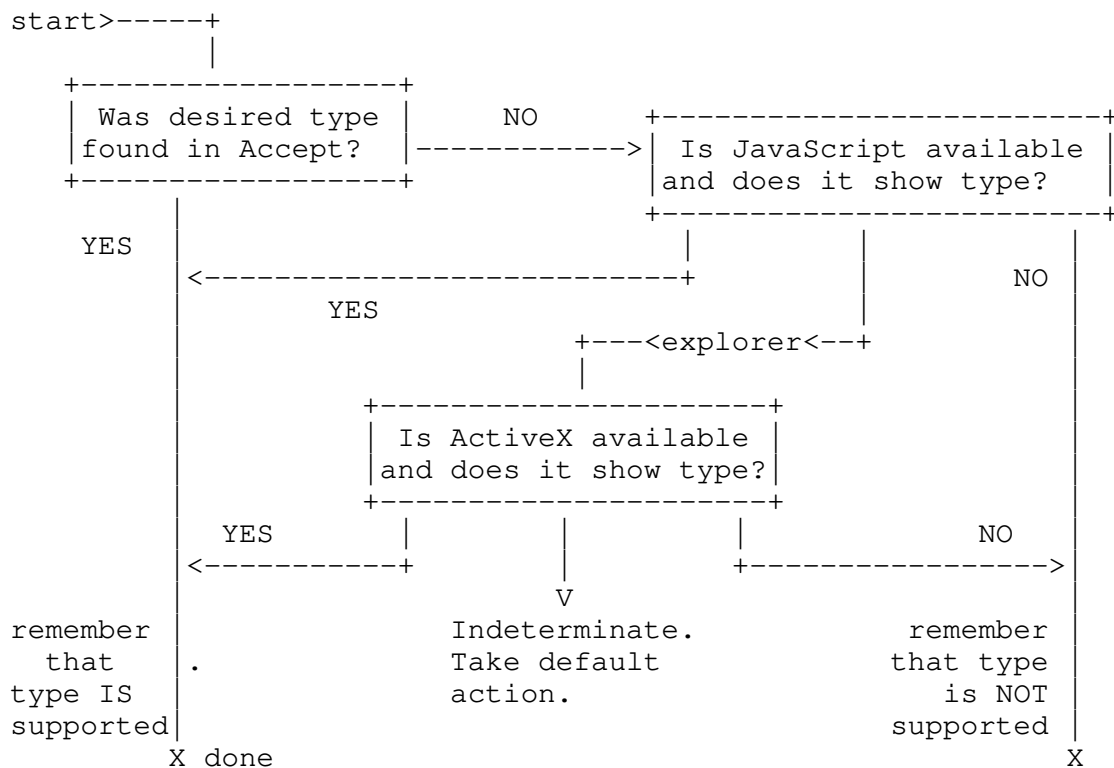 start>-----+
Was desired type
found in Accept?
NO
Is JavaScript available
and does it show type?
YES
NO
YES
<explorer<
Is ActiveX available
and does it show type?
YES
NO
V
remember
that
type IS
supported
.
Indeterminate.
Take default
action.
remember
that type
is NOT
supported
X done
X